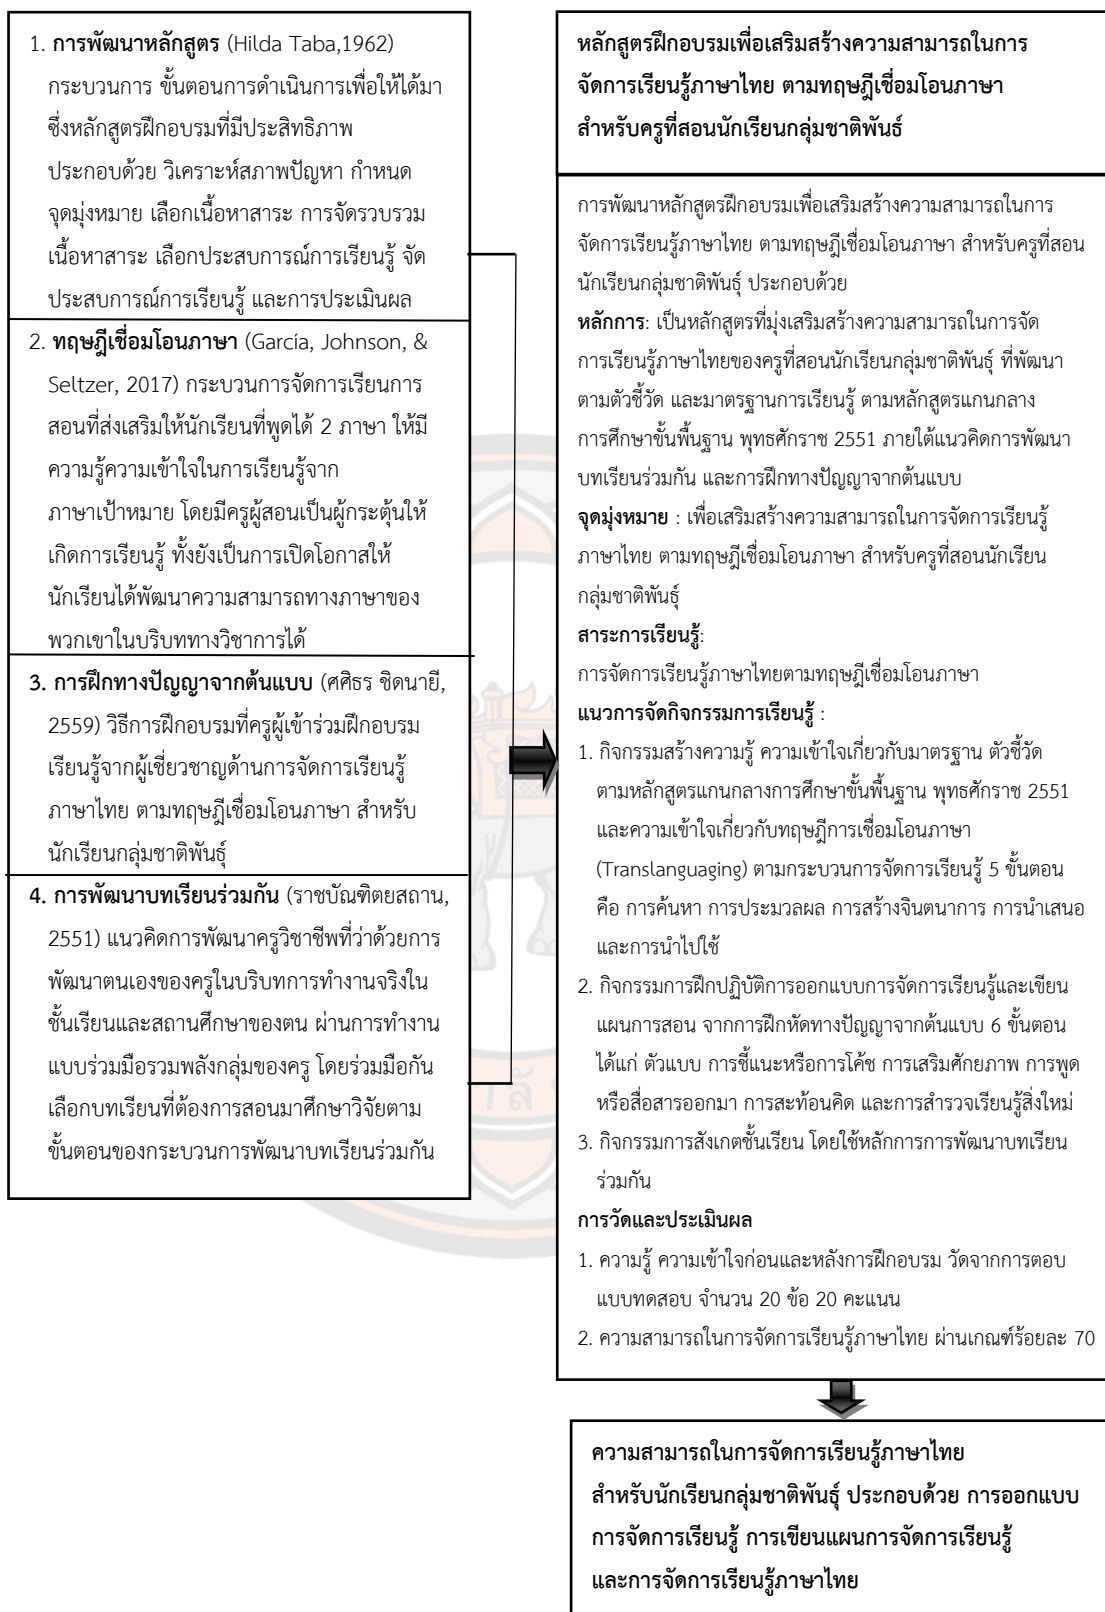 1. การพัฒนาหลักสูตร (Hilda Taba,1962)
กระบวนการ ขั้นตอนการดำเนินการเพื่อให้ได้มา
ซึ่งหลักสูตรฝึกอบรมที่มีประสิทธิภาพ
ประกอบด้วย วิเคราะห์สภาพปัญหา กำหนด
จุดมุ่งหมาย เลือกเนื้อหาสาระ การจัดรวบรวม
เนื้อหาสาระ เลือกประสบการณ์การเรียนรู้ จัด
ประสบการณ์การเรียนรู้ และการประเมินผล
2. ทฤษฎีเชื่อมโอนภาษา (García, Johnson, &
Seltzer, 2017) กระบวนการจัดการเรียนการ
สอนที่ส่งเสริมให้นักเรียนที่พูดได้ 2 ภาษา ให้มี
ความรู้ความเข้าใจในการเรียนรู้จาก
ภาษาเป้าหมาย โดยมีครูผู้สอนเป็นผู้กระตุ้นให้
เกิดการเรียนรู้ ทั้งยังเป็นการเปิดโอกาสให้
นักเรียนได้พัฒนาความสามารถทางภาษาของ
พวกเขาในบริบททางวิชาการได้
3. การฝึกทางปัญญาจากต้นแบบ (ศศิธร ชิดนายี,
2559) วิธีการฝึกอบรมที่ครูผู้เข้าร่วมฝึกอบรม
เรียนรู้จากผู้เชี่ยวชาญด้านการจัดการเรียนรู้
ภาษาไทย ตามทฤษฎีเชื่อมโอนภาษา สำหรับ
นักเรียนกลุ่มชาติพันธุ์
4. การพัฒนาบทเรียนร่วมกัน (ราชบัณฑิตยสถาน,
2551) แนวคิดการพัฒนาครูวิชาชีพที่ว่าด้วยการ
พัฒนาตนเองของครูในบริบทการทำงานจริงใน
ชั้นเรียนและสถานศึกษาของตน ผ่านการทำงาน
แบบร่วมมือรวมพลังกลุ่มของครู โดยร่วมมือกัน
เลือกบทเรียนที่ต้องการสอนมาศึกษาวิจัยตาม
ขั้นตอนของกระบวนการพัฒนาบทเรียนร่วมกัน
หลักสูตรฝึกอบรมเพื่อเสริมสร้างความสามารถในการ
จัดการเรียนรู้ภาษาไทย ตามทฤษฎีเชื่อมโอนภาษา
สำหรับครูที่สอนนักเรียนกลุ่มชาติพันธ์
การพัฒนาหลักสูตรฝึกอบรมเพื่อเสริมสร้างความสามารถในการ
จัดการเรียนรู้ภาษาไทย ตามทฤษฎีเชื่อมโอนภาษา สำหรับครูที่สอน
นักเรียนกลุ่มชาติพันธุ์ ประกอบด้วย
หลักการ: เป็นหลักสูตรที่มุ่งเสริมสร้างความสามารถในการจัด
การเรียนรู้ภาษาไทยของครูที่สอนนักเรียนกลุ่มชาติพันธุ์ ที่พัฒนา
ตามตัวชี้วัด และมาตรฐานการเรียนรู้ ตามหลักสูตรแกนกลาง
การศึกษาขั้นพื้นฐาน พุทธศักราช 2551 ภายใต้แนวคิดการพัฒนา
บทเรียนร่วมกัน และการฝึกทางปัญญาจากต้นแบบ
จุดมุ่งหมาย : เพื่อเสริมสร้างความสามารถในการจัดการเรียนรู้
ภาษาไทย ตามทฤษฎีเชื่อมโอนภาษา สำหรับครูที่สอนนักเรียน
กลุ่มชาติพันธุ์
สาระการเรียนรู้:
การจัดการเรียนรู้ภาษาไทยตามทฤษฎีเชื่อมโอนภาษา
แนวการจัดกิจกรรมการเรียนรู้ :
1. กิจกรรมสร้างความรู้ ความเข้าใจเกี่ยวกับมาตรฐาน ตัวชี้วัด
ตามหลักสูตรแกนกลางการศึกษาขั้นพื้นฐาน พุทธศักราช 2551
และความเข้าใจเกี่ยวกับทฤษฎีการเชื่อมโอนภาษา
(Translanguaging) ตามกระบวนการจัดการเรียนรู้ 5 ขั้นตอน
คือ การค้นหา การประมวลผล การสร้างจินตนาการ การนำเสนอ
และการนำไปใช้
2. กิจกรรมการฝึกปฏิบัติการออกแบบการจัดการเรียนรู้และเขียน
แผนการสอน จากการฝึกหัดทางปัญญาจากต้นแบบ 6 ขั้นตอน
ได้แก่ ตัวแบบ การชี้แนะหรือการโค้ช การเสริมศักยภาพ การพูด
หรือสื่อสารออกมา การสะท้อนคิด และการสำรวจเรียนรู้สิ่งใหม่
3. กิจกรรมการสังเกตชั้นเรียน โดยใช้หลักการการพัฒนาบทเรียน
ร่วมกัน
การวัดและประเมินผล
1. ความรู้ ความเข้าใจก่อนและหลังการฝึกอบรม วัดจากการตอบ
แบบทดสอบ จำนวน 20 ข้อ 20 คะแนน
2. ความสามารถในการจัดการเรียนรู้ภาษาไทย ผ่านเกณฑ์ร้อยละ 70
ความสามารถในการจัดการเรียนรู้ภาษาไทย
สำหรับนักเรียนกลุ่มชาติพันธุ์ ประกอบด้วย การออกแบบ
การจัดการเรียนรู้ การเขียนแผนการจัดการเรียนรู้
และการจัดการเรียนรู้ภาษาไทย